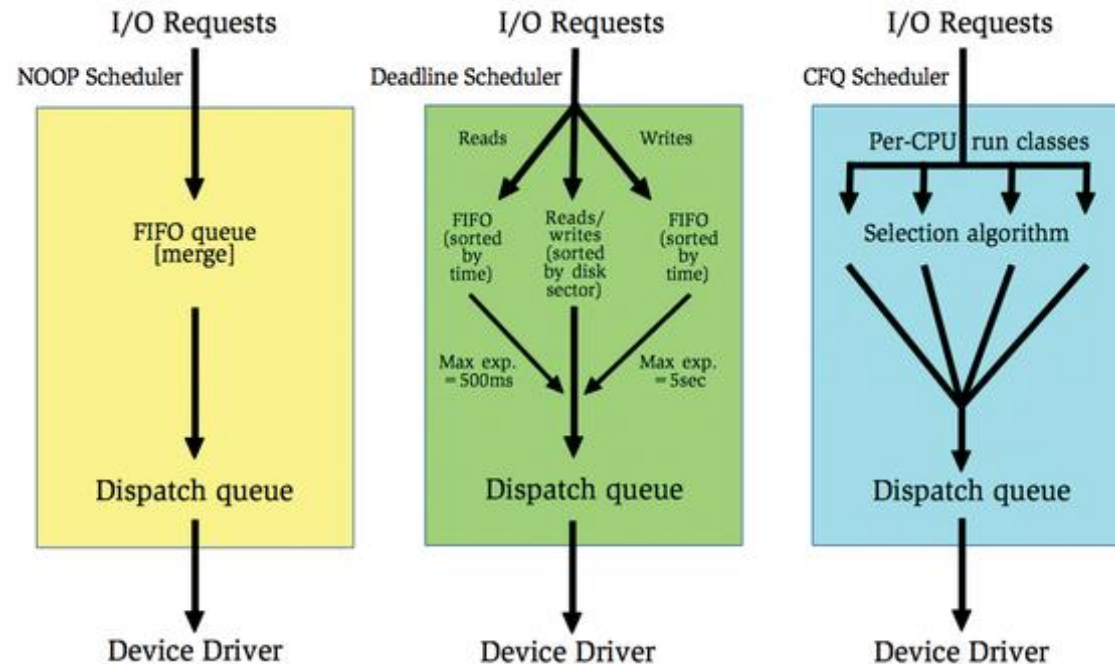 I/O Requests
NOOP Scheduler
FIFO queue
[merge]
Dispatch queue
Device Driver
I/O Requests
Deadline Scheduler
Reads
Writes
FIFO
(sorted
by
time)
Reads/
writes
(sorted
by disk
sector)
FIFO
(sorted
by
time)
Max exp.
=500ms
Max exp.
=5sec
Dispatch queue
Device Driver
I/O Requests
CFQ Scheduler
Per-CPU run classes
Selection algorithm
Dispatch queue
Device Driver